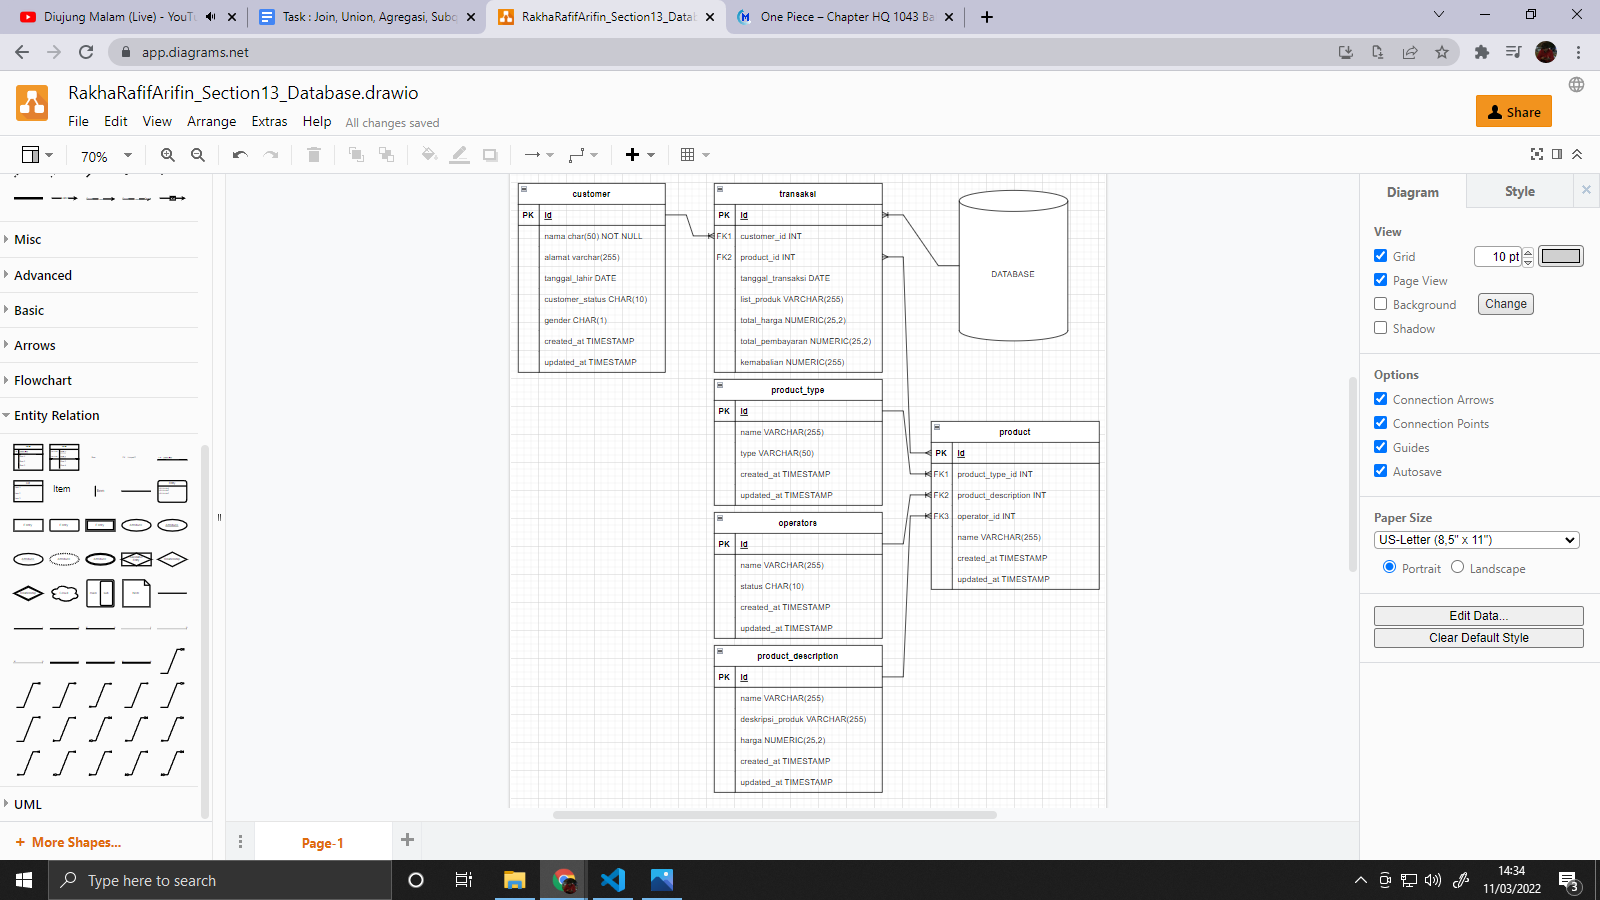 Diujung Malam (Live) - YouTu
Task : Join, Union, Agregasi, Subq
RakhaRafifArifin_Section13_Datab
One Piece – Chapter HQ 1043 Ba
app.diagrams.net
RakhaRafifArifin_Section13_Database.drawio
File Edit View Arrange Extras Help All changes saved
Share
70%
Misc
Advanced
Basic
Arrows
Flowchart
Entity Relation
Item
UML
+ More Shapes...
customer
PK id
nama char(50) NOT NULL
alamat varchar(255)
tanggal_lahir DATE
customer_status CHAR(10)
gender CHAR(1)
created_at TIMESTAMP
updated_at TIMESTAMP
transaksi
PK id
FK1 customer_id INT
FK2 product_id INT
tanggal_transaksi DATE
list_produk VARCHAR(255)
total_harga NUMERIC(25,2)
total_pembayaran NUMERIC(25,2)
kemabalian NUMERIC(255)
DATABASE
product_type
PK id
name VARCHAR(255)
type VARCHAR(50)
created_at TIMESTAMP
updated_at TIMESTAMP
product
PK id
FK1 product_type_id INT
FK2 product_description INT
FK3 operator_id INT
name VARCHAR(255)
created_at TIMESTAMP
updated_at TIMESTAMP
operators
PK id
name VARCHAR(255)
status CHAR(10)
created_at TIMESTAMP
updated_at TIMESTAMP
product_description
PK id
name VARCHAR(255)
deskripsi_produk VARCHAR(255)
harga NUMERIC(25,2)
created_at TIMESTAMP
updated_at TIMESTAMP
Diagram Style
View
Grid 10 pt
Page View
Background Change
Shadow
Options
Connection Arrows
Connection Points
Guides
Autosave
Paper Size
US-Letter (8,5" x 11")
Portrait Landscape
Edit Data...
Clear Default Style
Page-1
Type here to search
14:34
11/03/2022
3